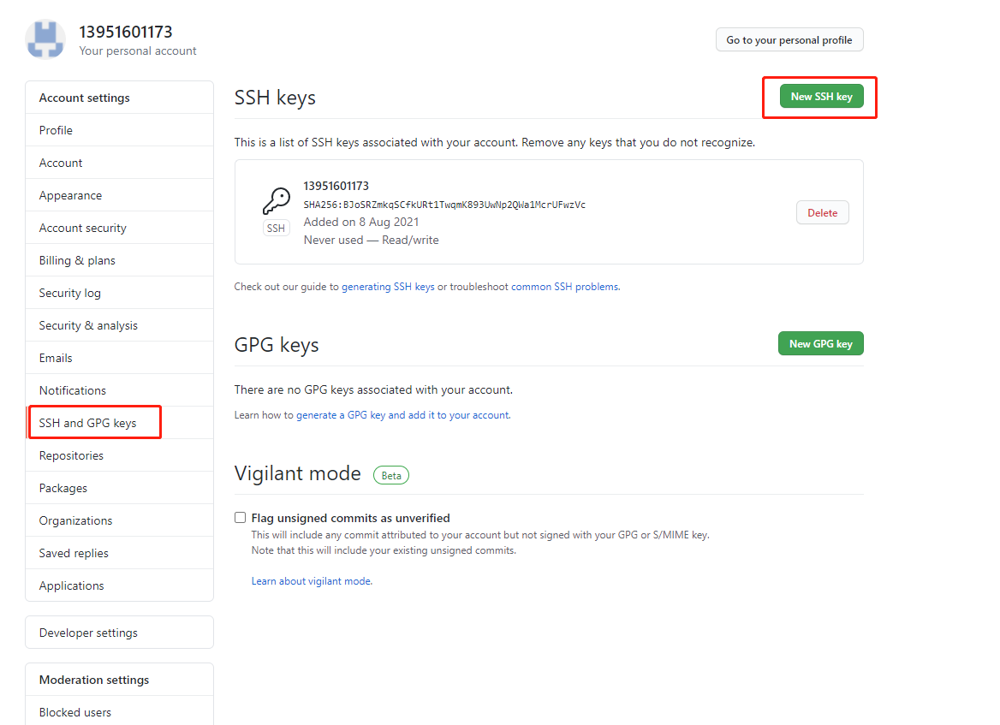 13951601173
Your personal account
Go to your personal profile
Account settings
Profile
Account
Appearance
Account security
Billing & plans
Security log
Security & analysis
Emails
Notifications
SSH and GPG keys
Repositories
Packages
Organizations
Saved replies
Applications
Developer settings
Moderation settings
Blocked users
SSH keys
New SSH key
This is a list of SSH keys associated with your account. Remove any keys that you do not recognize.
13951601173
SHA256:BJoSRZmkqSCfkURt1TwqmK893UwNp2QWa1McrUFwzVc
SSH
Added on 8 Aug 2021
Never used — Read/write
Delete
Check out our guide to generating SSH keys or troubleshoot common SSH problems.
GPG keys
New GPG key
There are no GPG keys associated with your account.
Learn how to generate a GPG key and add it to your account.
Vigilant mode
Beta
Flag unsigned commits as unverified
This will include any commit attributed to your account but not signed with your GPG or S/MIME key.
Note that this will include your existing unsigned commits.
Learn about vigilant mode.